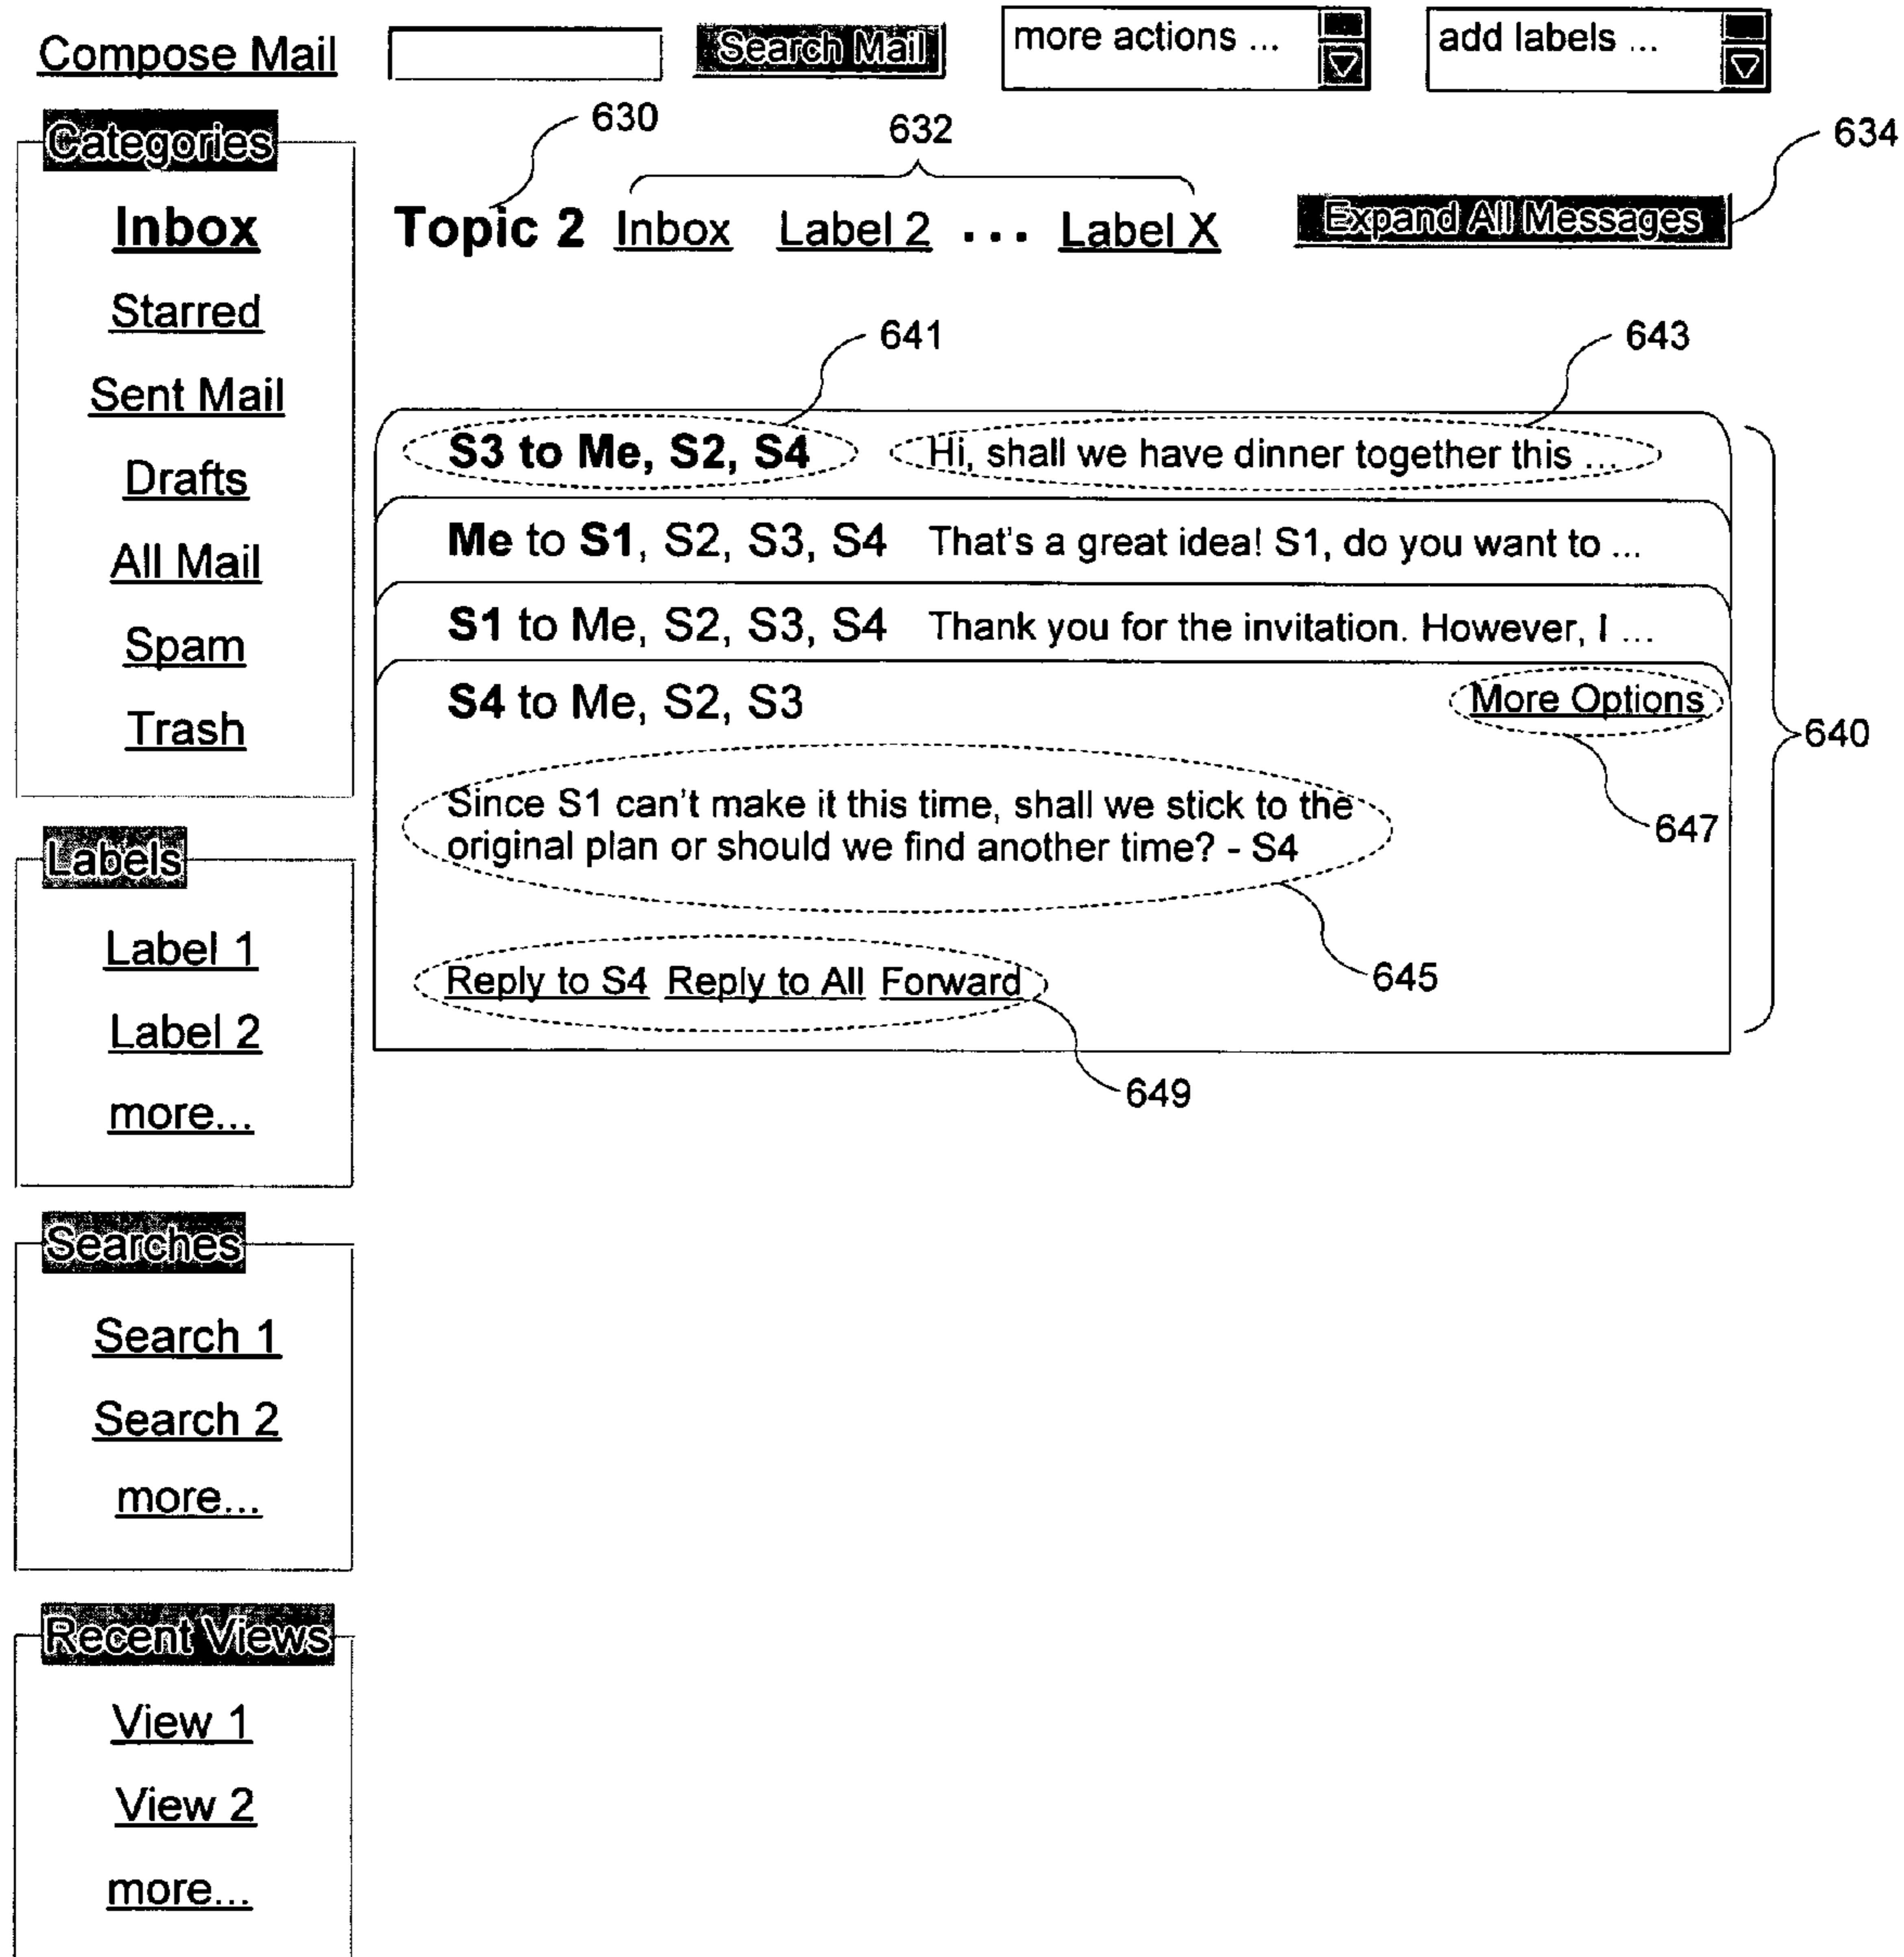 Compose Mail Search Mail more actions ... add labels ...
630 632 634
Categories
Inbox
Starred
Sent Mail
Drafts
All Mail
Spam
Trash
Labels
Label 1
Label 2
more...
Searches
Search 1
Search 2
more...
Recent Views
View 1
View 2
more...
Topic 2 Inbox Label 2 ... Label X Expand All Messages
641 643
S3 to Me, S2, S4 Hi, shall we have dinner together this ...
Me to S1, S2, S3, S4 That's a great idea! S1, do you want to ...
S1 to Me, S2, S3, S4 Thank you for the invitation. However, I ...
S4 to Me, S2, S3 More Options
640
Since S1 can't make it this time, shall we stick to the
original plan or should we find another time? - S4
647
Reply to S4 Reply to All Forward
645
649